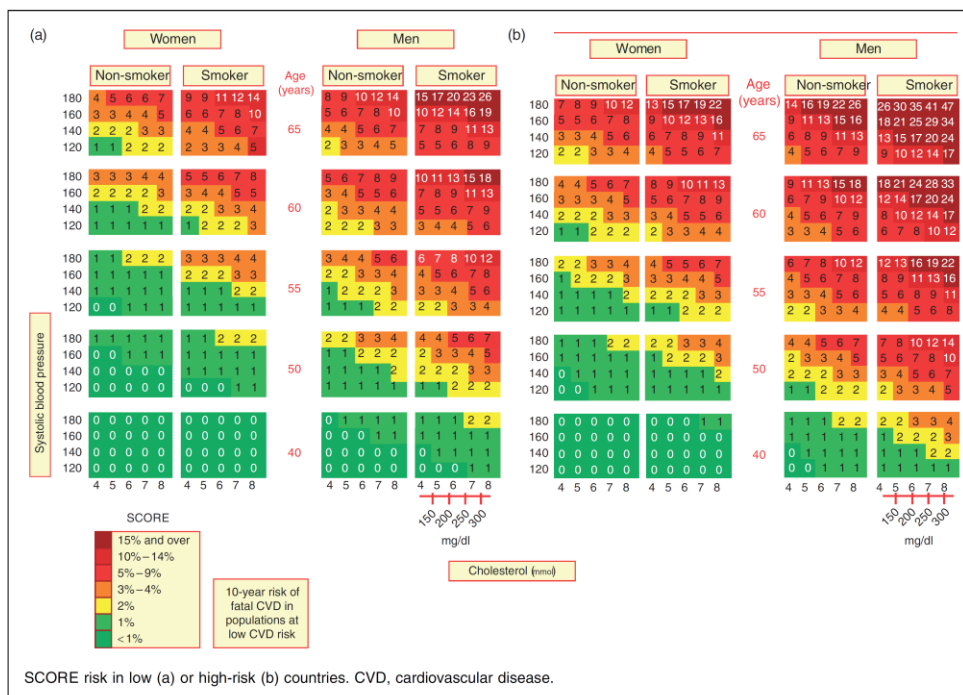 (a) Women Men (b) Women Men
Non-smoker Smoker Age (years) Non-smoker Smoker Non-smoker Smoker Age (years) Non-smoker Smoker
180 4 5 6 6 7 9 9 11 12 14 8 9 10 12 14 15 17 20 23 26 180 7 8 9 10 12 13 15 17 19 22 14 16 19 22 26 26 30 35 41 47
160 3 3 4 4 5 6 6 7 8 10 5 6 7 8 10 10 12 14 16 19 160 5 5 6 7 8 9 10 12 13 16 9 11 13 15 16 18 21 25 29 34
65 65
140 2 2 2 3 3 4 4 5 6 7 4 4 5 6 7 7 8 9 11 13 140 3 3 4 5 6 6 7 8 9 11 6 8 9 11 13 13 15 17 20 24
120 1 1 2 2 2 2 3 3 4 5 2 3 3 4 5 5 5 6 8 9 120 2 2 3 3 4 4 5 5 6 7 4 5 6 7 9 9 10 12 14 17
180 3 3 3 4 4 5 5 6 7 8 5 6 7 8 9 10 11 13 15 18 180 4 4 5 6 7 8 9 10 11 13 9 11 13 15 18 18 21 24 28 33
160 2 2 2 2 3 3 4 4 5 5 3 4 5 5 6 7 8 9 11 13 160 3 3 3 4 5 5 6 7 8 9 6 7 9 10 12 12 14 17 20 24
60 60
140 1 1 1 2 2 2 2 3 3 4 2 3 3 4 4 5 5 6 7 9 140 2 2 2 3 3 3 4 5 5 6 4 5 6 7 9 8 10 12 14 17
120 1 1 1 1 1 1 2 2 2 3 2 2 2 3 3 3 4 4 5 6 120 1 1 2 2 2 2 3 3 4 4 3 3 4 5 6 6 7 8 10 12
180 1 1 2 2 2 3 3 3 4 4 3 4 4 5 6 6 7 8 10 12 180 2 2 3 3 4 4 5 5 6 7 6 7 8 10 12 12 13 16 19 22
160 1 1 1 1 1 2 2 2 3 3 2 2 3 3 4 4 5 6 7 8 160 1 2 2 2 3 3 3 4 4 5 4 5 6 7 8 8 9 11 13 16
55 55
140 1 1 1 1 1 1 1 1 2 2 1 2 2 2 3 3 3 4 5 6 140 1 1 1 1 2 2 2 2 3 3 3 3 4 5 6 5 6 8 9 11
120 0 0 1 1 1 1 1 1 1 1 1 1 1 2 2 2 2 3 3 4 120 1 1 1 1 1 1 1 2 2 2 2 2 3 3 4 4 4 5 6 8
180 1 1 1 1 1 1 1 2 2 2 2 2 3 3 4 4 4 5 6 7 180 1 1 1 2 2 2 2 3 3 4 4 4 5 6 7 7 8 10 12 14
160 0 0 1 1 1 1 1 1 1 1 1 1 2 2 2 2 3 3 4 5 160 1 1 1 1 1 1 2 2 2 3 2 3 3 4 5 5 6 7 8 10
50 50
140 0 0 0 0 0 1 1 1 1 1 1 1 1 1 2 2 2 2 3 3 140 0 1 1 1 1 1 1 1 1 2 2 2 2 3 3 3 4 5 6 7
120 0 0 0 0 0 0 0 0 1 1 1 1 1 1 1 1 1 2 2 2 120 0 0 1 1 1 1 1 1 1 1 1 1 2 2 2 2 3 3 4 5
180 0 0 0 0 0 0 0 0 0 0 0 1 1 1 1 1 1 1 2 2 180 0 0 0 0 0 0 0 0 1 1 1 1 1 2 2 2 2 3 3 4
160 0 0 0 0 0 0 0 0 0 0 0 0 0 1 1 1 1 1 1 1 160 0 0 0 0 0 0 0 0 0 0 1 1 1 1 1 1 2 2 2 3
40 40
140 0 0 0 0 0 0 0 0 0 0 0 0 0 0 0 0 1 1 1 1 140 0 0 0 0 0 0 0 0 0 0 0 1 1 1 1 1 1 1 2 2
120 0 0 0 0 0 0 0 0 0 0 0 0 0 0 0 0 0 0 1 1 120 0 0 0 0 0 0 0 0 0 0 0 0 1 1 1 1 1 1 1 1
4 5 6 7 8 4 5 6 7 8 4 5 6 7 8 4 5 6 7 8 4 5 6 7 8 4 5 6 7 8 4 5 6 7 8 4 5 6 7 8
150 200 250 300 150 200 250 300
mg/dl mg/dl
Systolic blood pressure
Cholesterol (mmol)
SCORE
15% and over
10%–14%
5%–9%
3%–4%
2%
1%
<1%
10-year risk of
fatal CVD in
populations at
low CVD risk
SCORE risk in low (a) or high-risk (b) countries. CVD, cardiovascular disease.